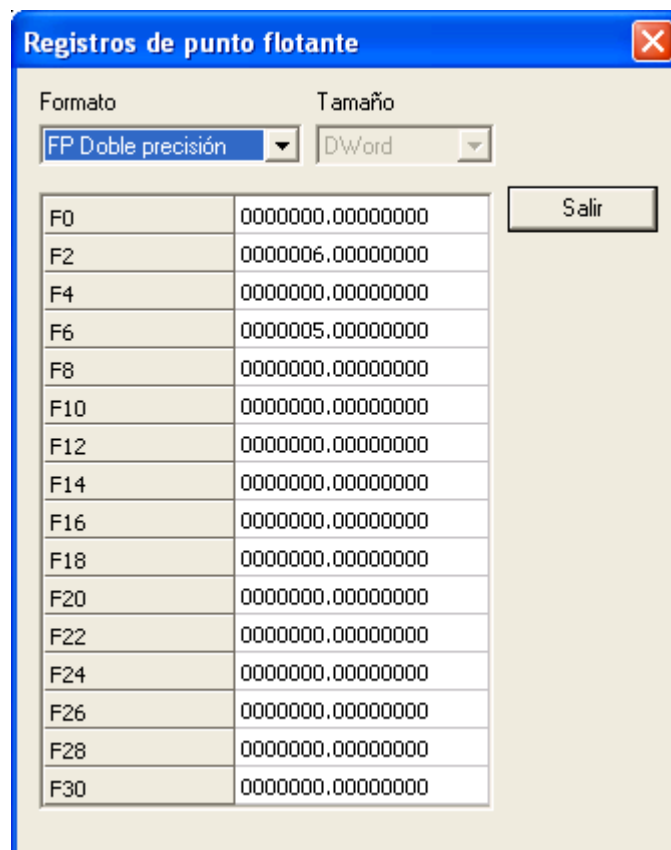 Registros de punto flotante
Formato Tamaño
FP Doble precisión DWord
Salir
F0 0000000.00000000
F2 0000006.00000000
F4 0000000.00000000
F6 0000005.00000000
F8 0000000.00000000
F10 0000000.00000000
F12 0000000.00000000
F14 0000000.00000000
F16 0000000.00000000
F18 0000000.00000000
F20 0000000.00000000
F22 0000000.00000000
F24 0000000.00000000
F26 0000000.00000000
F28 0000000.00000000
F30 0000000.00000000